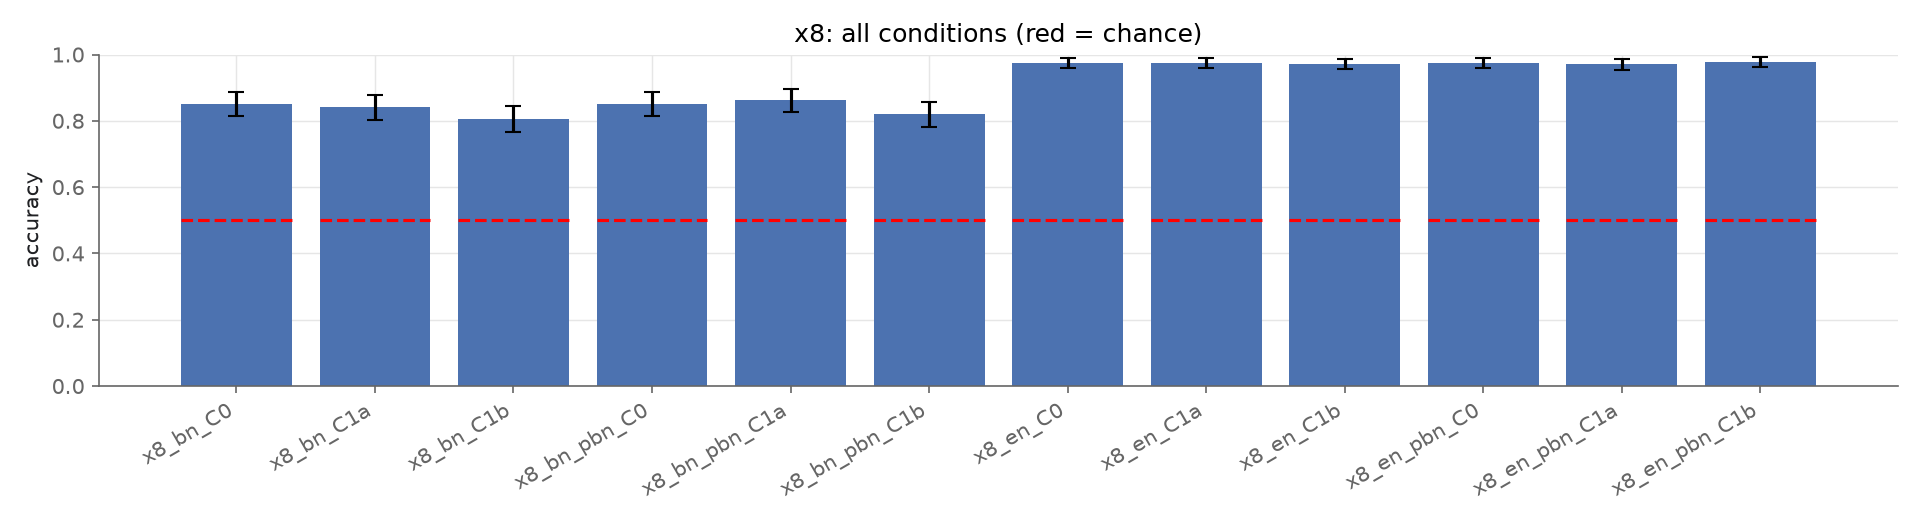 x8: all conditions (red = chance)
accuracy
1.0
0.8
0.6
0.4
0.2
0.0
x8_bn_C0
x8_bn_C1a
x8_bn_C1b
x8_bn_pbn_C0
x8_bn_pbn_C1a
x8_bn_pbn_C1b
x8_en_C0
x8_en_C1a
x8_en_C1b
x8_en_pbn_C0
x8_en_pbn_C1a
x8_en_pbn_C1b